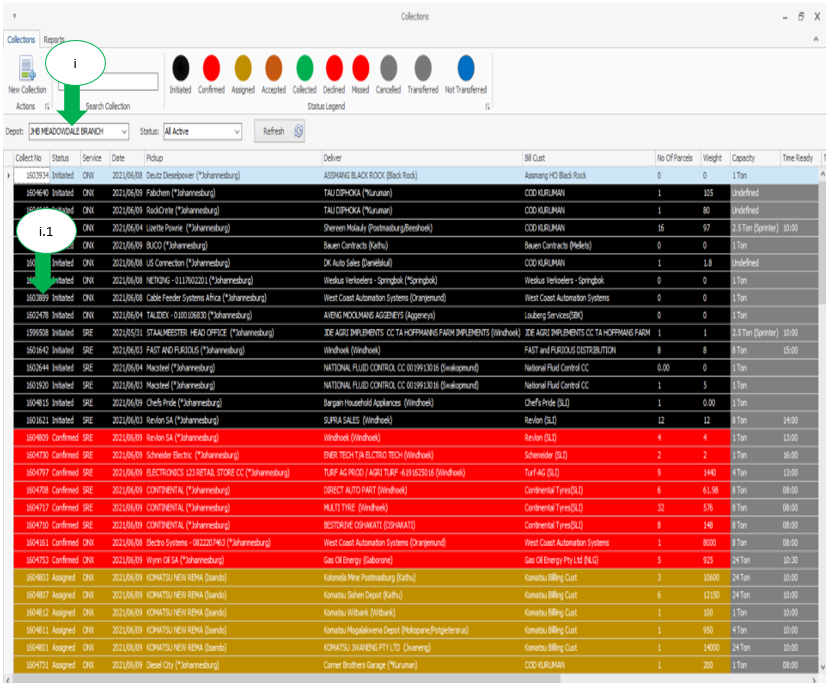 Collections
Collections Reports
i
New Collection
Initiated Confirmed Assigned Accepted Collected Declined Missed Cancelled Transferred Not Transferred
Actions Search Collection Status Legend
Depot: JHB MEADOWDALE BRANCH Status: All Active Refresh
Collect No Status Service Date Pickup Deliver Bill Cust No Of Parcels Weight Capacity Time Ready
1603934 Initiated ONX 2021/06/08 Deutz Dieselpower (*Johannesburg) ASSMANG BLACK ROCK (Black Rock) Assmang HO Black Rock 0 0 1 Ton
1604640 Initiated ONX 2021/06/09 Fabchem (*Johannesburg) TAU DIPHOKA (*Kuruman) COD KURUMAN 1 105 Undefined
Initiated ONX 2021/06/09 RockCrete (*Johannesburg) TAU DIPHOKA (*Kuruman) COD KURUMAN 1 80 Undefined
ONX 2021/06/04 Lizette Powrie (*Johannesburg) Shereen Molauly (Postmasburg/Beeshoek) COD KURUMAN 16 97 2.5 Ton (Sprinter) 10:00
i.1
ONX 2021/06/09 BUCO (*Johannesburg) Bauen Contracts (Kathu) Bauen Contracts (Mellets) 0 0 1 Ton
ONX 2021/06/08 US Connection (*Johannesburg) DK Auto Sales (Danielskuil) COD KURUMAN 1 1.8 Undefined
ONX 2021/06/08 NETKING - 0117602201 (*Johannesburg) Weskus Verkoelers - Springbok (*Springbok) Weskus Verkoelers - Springbok 0 0 1 Ton
1603889 Initiated ONX 2021/06/08 Cable Feeder Systems Africa (*Johannesburg) West Coast Automation Systems (Oranjemund) West Coast Automation Systems 0 0 1 Ton
1602478 Initiated ONX 2021/06/04 TALIDEX - 0100106830 (*Johannesburg) AVENG MOOLMANS AGGENEYS (Aggeneys) Louberg Services(SBK) 0 0 1 Ton
1599508 Initiated SRE 2021/05/31 STAALMEESTER HEAD OFFICE (*Johannesburg) JDE AGRI IMPLEMENTS CC TA HOFFMANNS FARM IMPLEMENTS (Windhoek) JDE AGRI IMPLEMENTS CC TA HOFFMANS FARM 1 1 2.5 Ton (Sprinter) 10:00
1601642 Initiated SRE 2021/06/03 FAST AND FURIOUS (*Johannesburg) Windhoek (Windhoek) FAST and FURIOUS DISTRIBUTION 8 8 8 Ton 15:00
1602644 Initiated SRE 2021/06/04 Macsteel (*Johannesburg) NATIONAL FLUID CONTROL CC 0019913016 (Swakopmund) National Fluid Control CC 0.00 0 1 Ton
1601920 Initiated SRE 2021/06/03 Macsteel (*Johannesburg) NATIONAL FLUID CONTROL CC 0019913016 (Swakopmund) National Fluid Control CC 1 5 1 Ton
1604815 Initiated SRE 2021/06/09 Chefs Pride (*Johannesburg) Bargain Household Appliances (Windhoek) Chef's Pride (SLI) 1 0.00 1 Ton
1601621 Initiated SRE 2021/06/03 Revlon SA (*Johannesburg) SUPRA SALES (Windhoek) Revlon (SLI) 12 12 8 Ton 14:00
1604809 Confirmed SRE 2021/06/09 Revlon SA (*Johannesburg) Windhoek (Windhoek) Revlon (SLI) 4 4 1 Ton 13:00
1604730 Confirmed SRE 2021/06/09 Schneider Electric (*Johannesburg) ENER TECH T/A ELCTRO TECH (Windhoek) Scheneider (SLI) 2 2 1 Ton 16:00
1604797 Confirmed SRE 2021/06/09 ELECTRONICS 123 RETAIL STORE CC (*Johannesburg) TURF AG PROD / AGRI TURF -6191625016 (Windhoek) Turf-AG (SLI) 9 1440 4 Ton 13:00
1604708 Confirmed SRE 2021/06/09 CONTINENTAL (*Johannesburg) DIRECT AUTO PART (Windhoek) Continental Tyres(SLI) 6 61.98 8 Ton 08:00
1604717 Confirmed SRE 2021/06/09 CONTINENTAL (*Johannesburg) MULTI TYRE (Windhoek) Continental Tyres(SLI) 32 576 8 Ton 08:00
1604710 Confirmed SRE 2021/06/09 CONTINENTAL (*Johannesburg) BESTDRIVE OSHAKATI (OSHAKATI) Continental Tyres(SLI) 8 148 8 Ton 08:00
1604161 Confirmed ONX 2021/06/08 Electro Systems - 0822207463 (*Johannesburg) West Coast Automation Systems (Oranjemund) West Coast Automation Systems 1 8000 8 Ton 08:00
1604753 Confirmed SRE 2021/06/09 Wynn Oil SA (*Johannesburg) Gas Oil Energy (Gaborone) Gas Oil Energy Pty Ltd (NLG) 5 925 24 Ton 10:30
1604803 Assigned ONX 2021/06/09 KOMATSU NEW REMA (Isando) Kolomela Mine Postmasburg (Kathu) Komatsu Billing Cust 3 10600 24 Ton 10:00
1604807 Assigned ONX 2021/06/09 KOMATSU NEW REMA (Isando) Komatsu Sishen Depot (Kathu) Komatsu Billing Cust 6 12150 24 Ton 10:00
1604812 Assigned ONX 2021/06/09 KOMATSU NEW REMA (Isando) Komatsu Witbank (Witbank) Komatsu Billing Cust 1 100 1 Ton 10:00
1604811 Assigned ONX 2021/06/09 KOMATSU NEW REMA (Isando) Komatsu Mogalakwena Depot (Mokopane/Potgietersrus) Komatsu Billing Cust 1 950 4 Ton 10:00
1604801 Assigned ONX 2021/06/09 KOMATSU NEW REMA (Isando) KOMATSU JWANENG PTY LTD (Jwaneng) Komatsu Billing Cust 1 14000 24 Ton 10:00
1604731 Assigned ONX 2021/06/09 Diesel City (*Johannesburg) Corner Brothers Garage (*Kuruman) COD KURUMAN 1 200 1 Ton 08:00